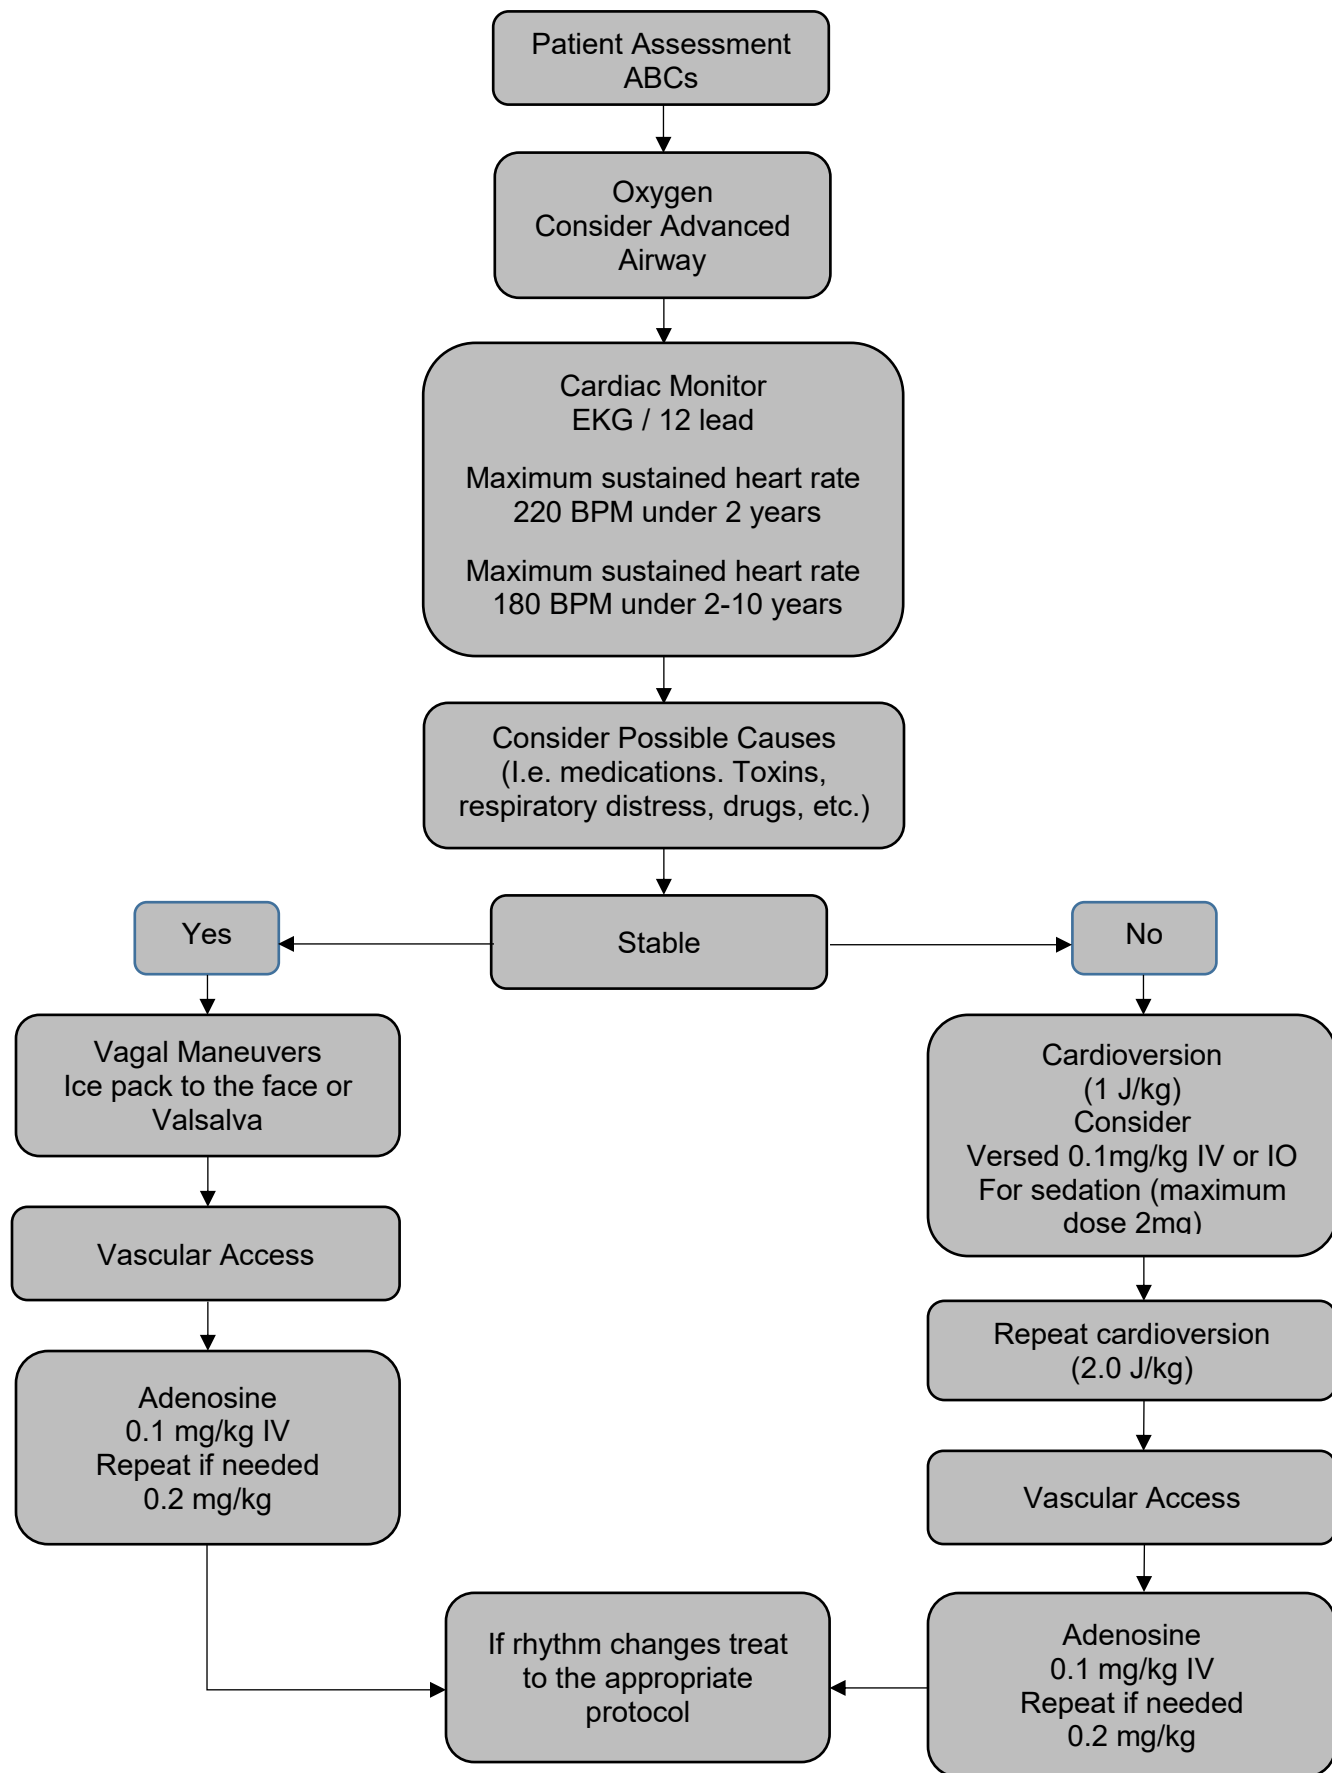 Patient Assessment
ABCs
Oxygen
Consider Advanced
Airway
Cardiac Monitor
EKG / 12 lead
Maximum sustained heart rate
220 BPM under 2 years
Maximum sustained heart rate
180 BPM under 2-10 years
Consider Possible Causes
(I.e. medications. Toxins,
respiratory distress, drugs, etc.)
Stable
Yes
No
Vagal Maneuvers
Ice pack to the face or
Valsalva
Vascular Access
Adenosine
0.1 mg/kg IV
Repeat if needed
0.2 mg/kg
Cardioversion
(1 J/kg)
Consider
Versed 0.1mg/kg IV or IO
For sedation (maximum
dose 2mg)
Repeat cardioversion
(2.0 J/kg)
Vascular Access
Adenosine
0.1 mg/kg IV
Repeat if needed
0.2 mg/kg
If rhythm changes treat
to the appropriate
protocol